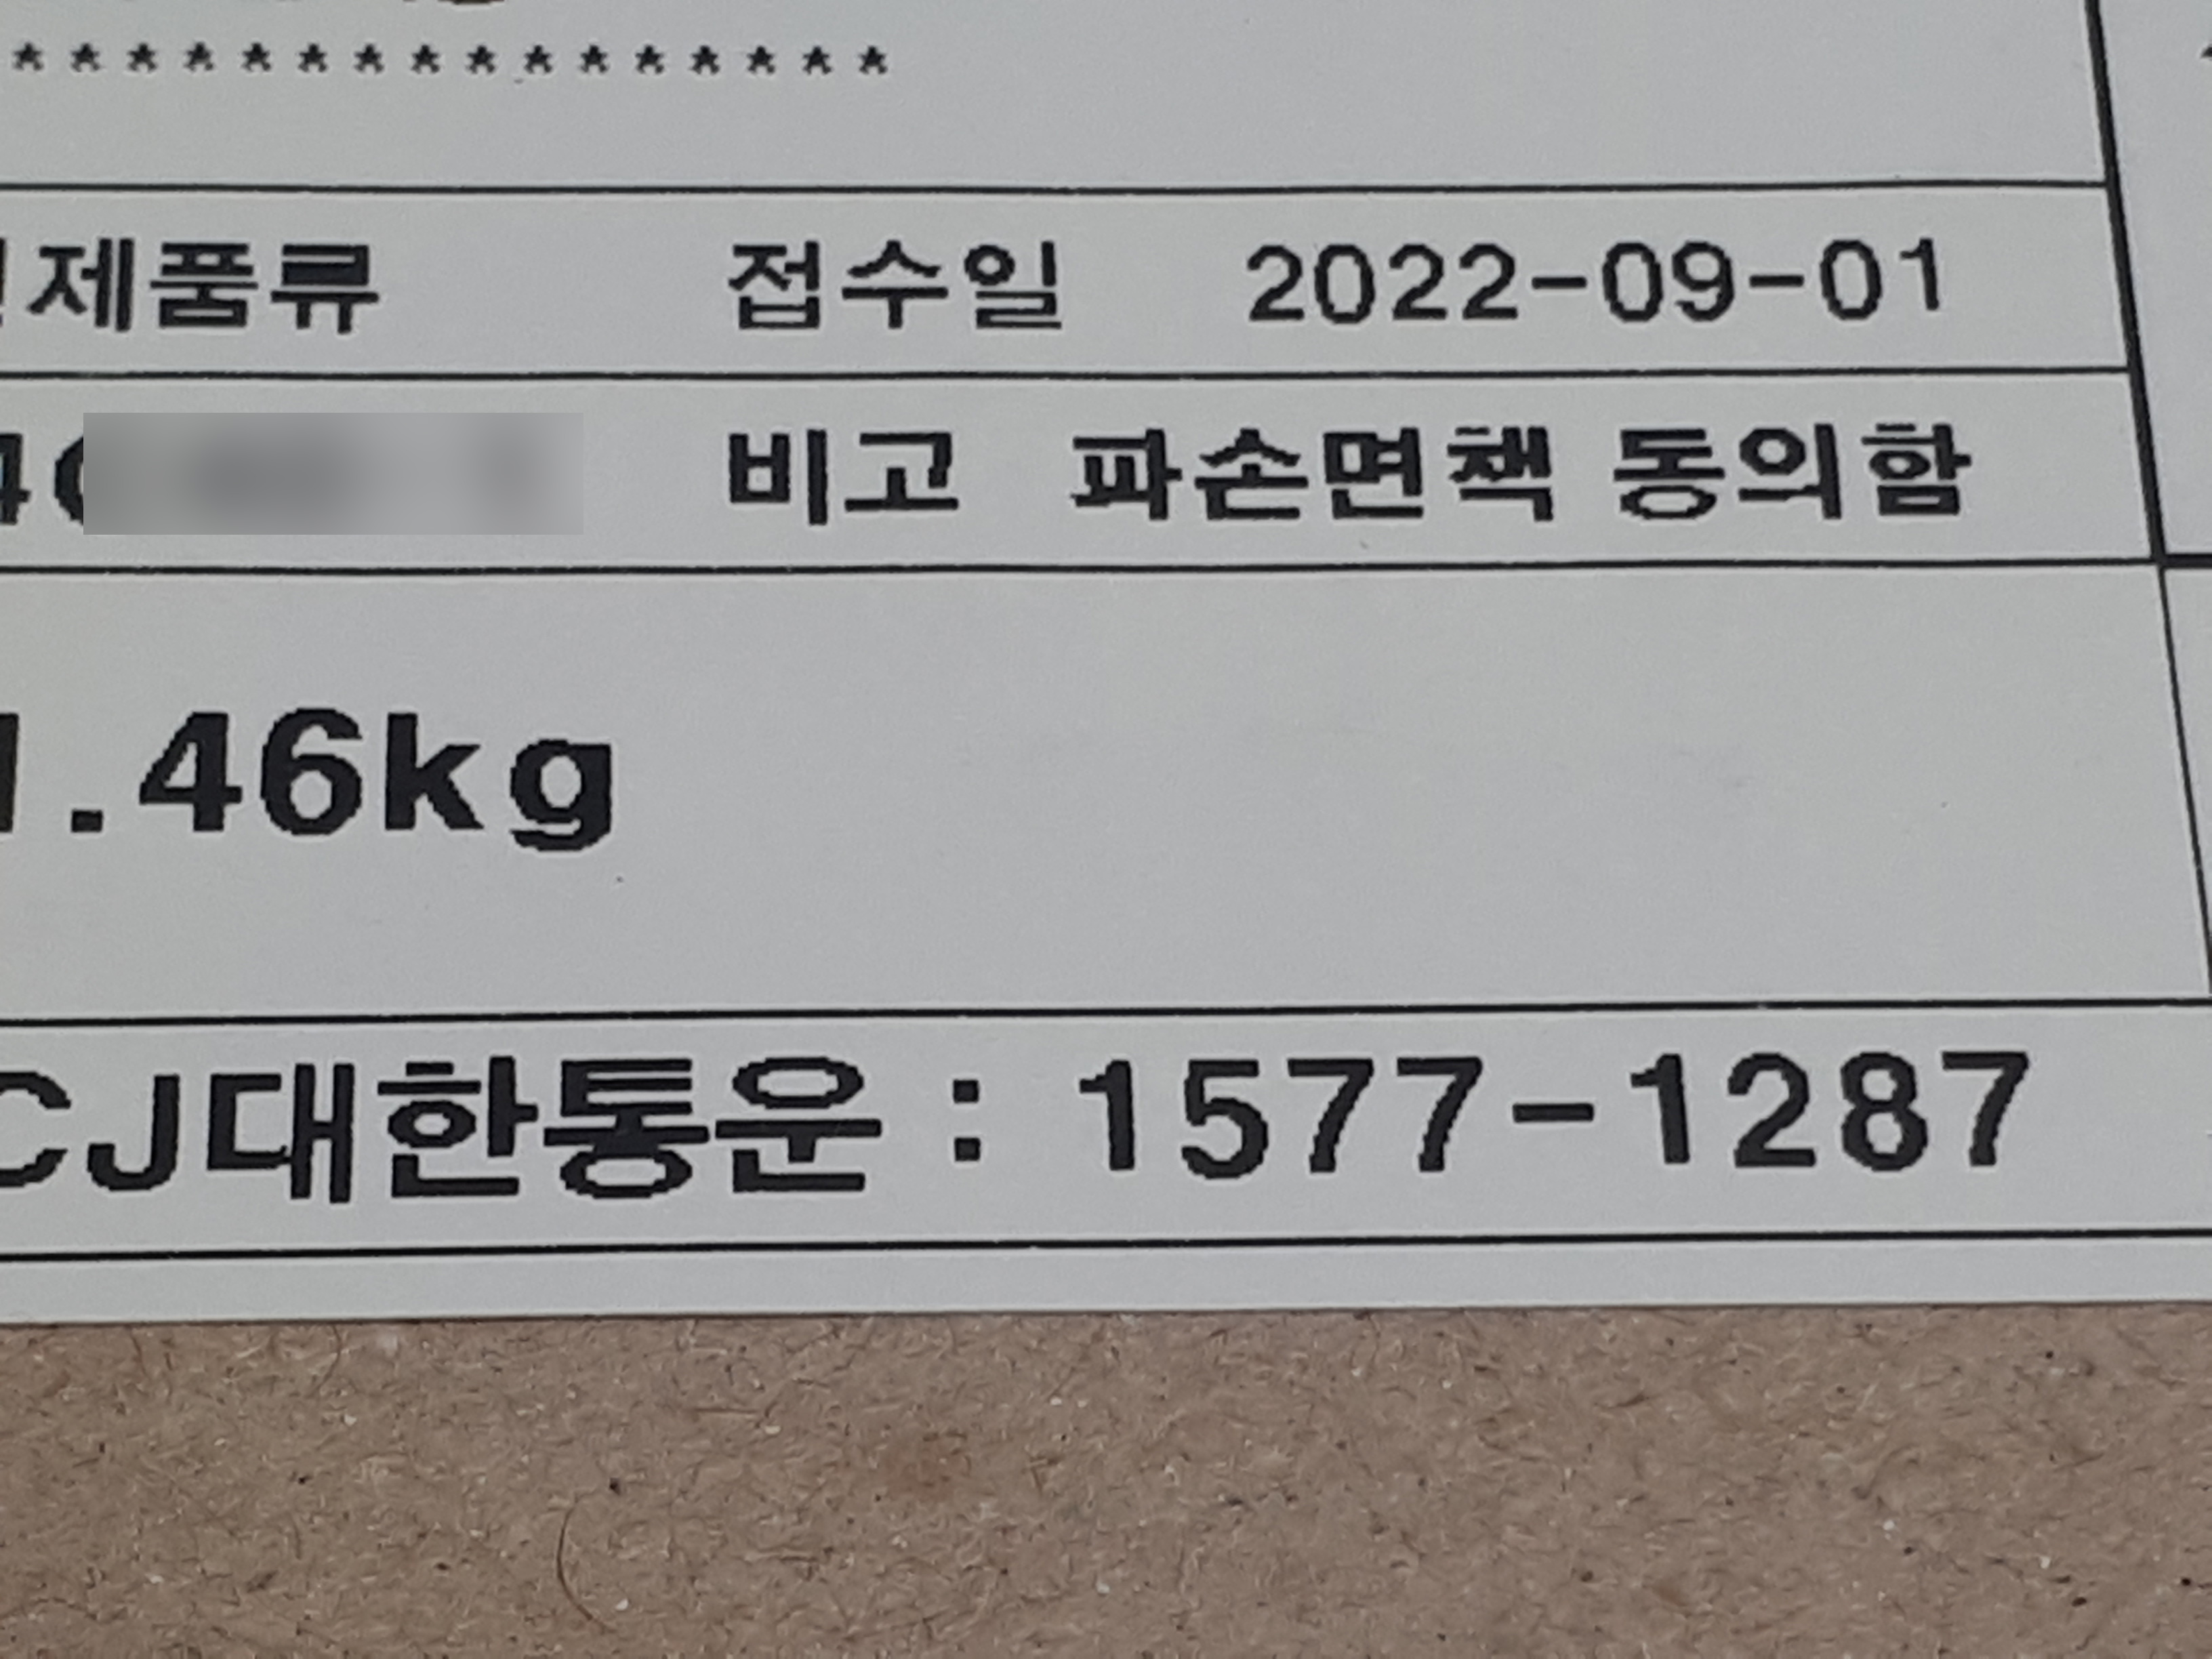 * * * * * * * * * * * * * * * *
제품류 접수일 2022-09-01
비고 파손면책 동의함
.46kg
CJ대한통운 : 1577-1287